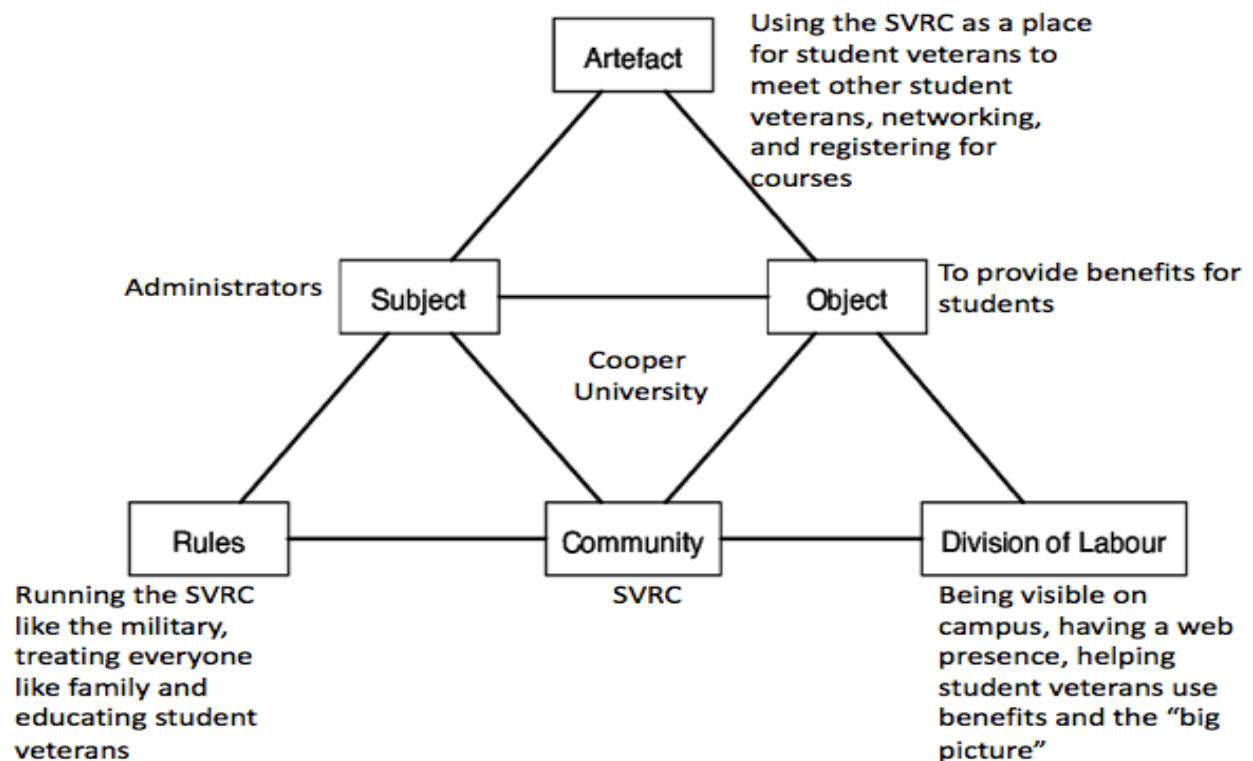 Artefact
Using the SVRC as a place
for student veterans to
meet other student
veterans, networking,
and registering for
courses
Administrators
Subject
Object
To provide benefits for
students
Cooper
University
Rules
Community
Division of Labour
Running the SVRC
like the military,
treating everyone
like family and
educating student
veterans
SVRC
Being visible on
campus, having a web
presence, helping
student veterans use
benefits and the “big
picture”